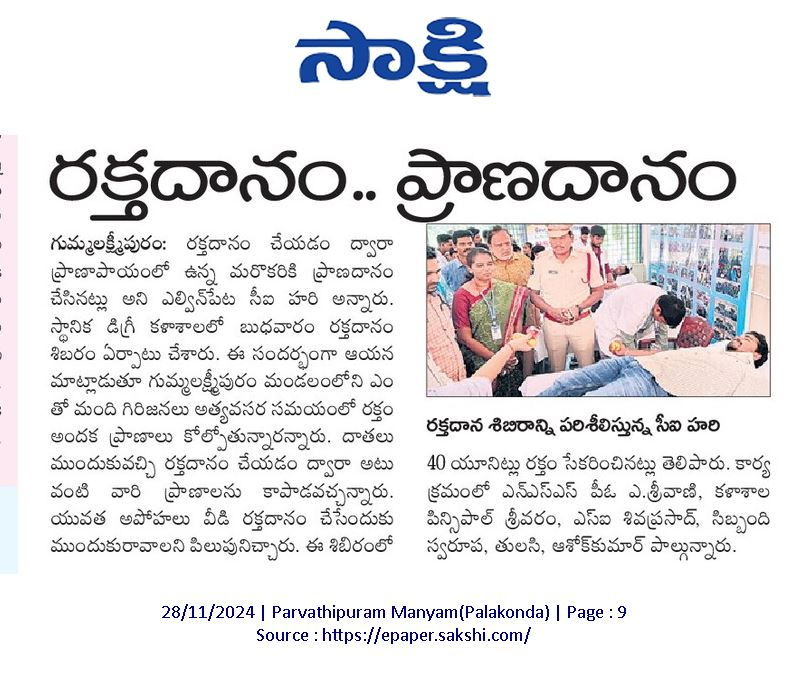 సాక్షి
రక్తదానం.. ప్రాణదానం
గుమ్మలక్ష్మీపురం: రక్తదానం చేయడం ద్వారా
ప్రాణాపాయంలో ఉన్న మరొకరికి ప్రాణదానం
చేసినట్లు అని ఎల్విన్‌పేట సీఐ హరి అన్నారు.
స్థానిక డిగ్రీ కళాశాలలో బుధవారం రక్తదానం
శిబిరం ఏర్పాటు చేశారు. ఈ సందర్భంగా ఆయన
మాట్లాడుతూ గుమ్మలక్ష్మీపురం మండలంలోని ఎం
తో మంది గిరిజనలు అత్యవసర సమయంలో రక్తం
అందక ప్రాణాలు కోల్పోతున్నారన్నారు. దాతలు
ముందుకువచ్చి రక్తదానం చేయడం ద్వారా అటు
వంటి వారి ప్రాణాలను కాపాడవచ్చన్నారు.
యువత అపోహలు వీడి రక్తదానం చేసేందుకు
ముందుకురావాలని పిలుపునిచ్చారు. ఈ శిబిరంలో
రక్తదాన శిబిరాన్ని పరిశీలిస్తున్న సీఐ హరి
40 యూనిట్లు రక్తం సేకరించినట్లు తెలిపారు. కార్య
క్రమంలో ఎన్‌ఎస్‌ఎస్ పీఓ ఎ.శ్రీవాణి, కళాశాల
పిన్సిపాల్ శ్రీవరం, ఎస్ఐ శివప్రసాద్, సిబ్బంది
స్వరూప, తులసి, ఆశోక్‌కుమార్ పాల్గున్నారు.
28/11/2024 | Parvathipuram Manyam(Palakonda) | Page : 9
Source : https://epaper.sakshi.com/